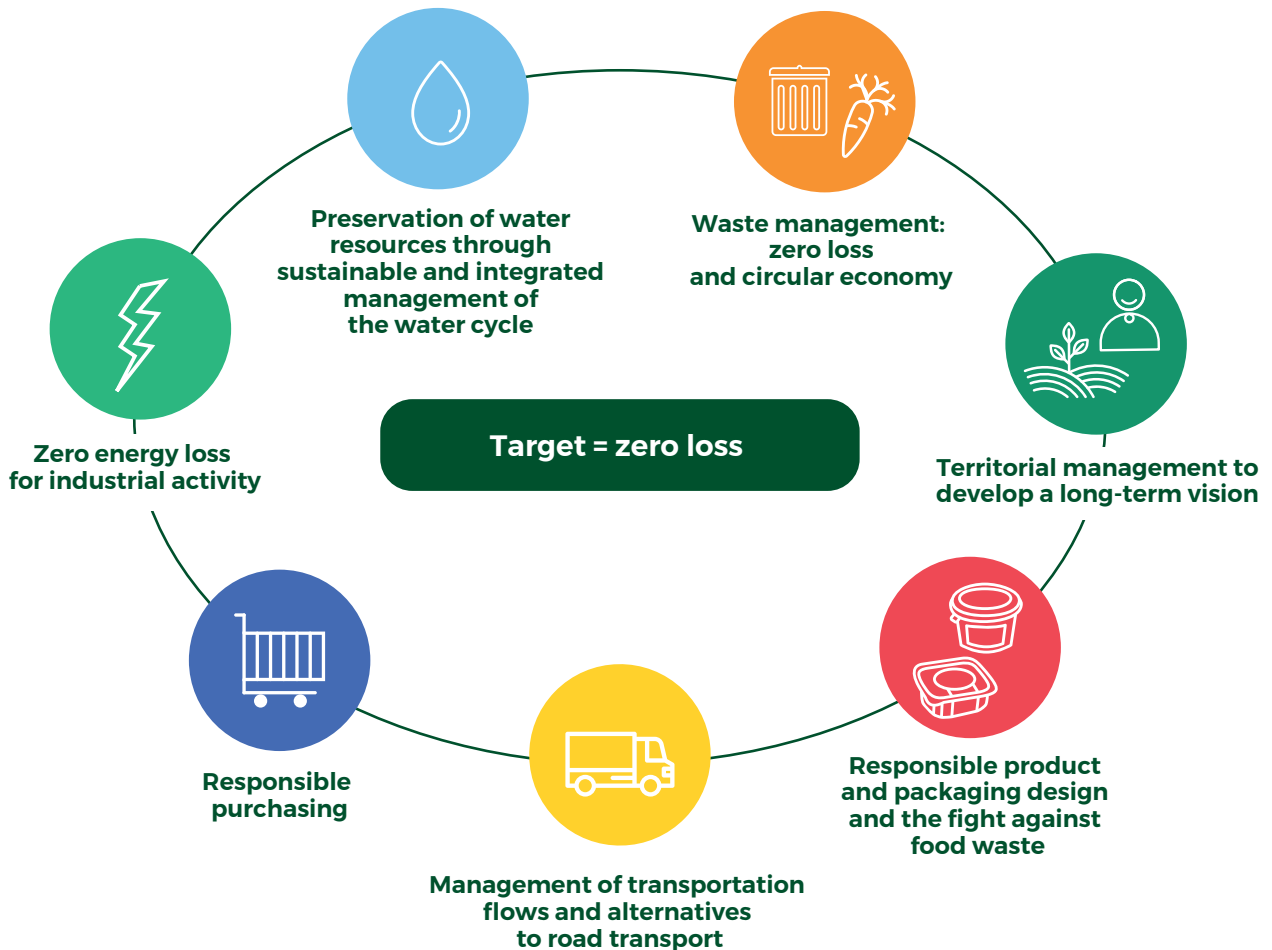 Preservation of water
resources through
sustainable and integrated
management of
the water cycle
Waste management:
zero loss
and circular economy
Zero energy loss
for industrial activity
Target = zero loss
Territorial management to
develop a long-term vision
Responsible
purchasing
Responsible product
and packaging design
and the fight against
food waste
Management of transportation
flows and alternatives
to road transport